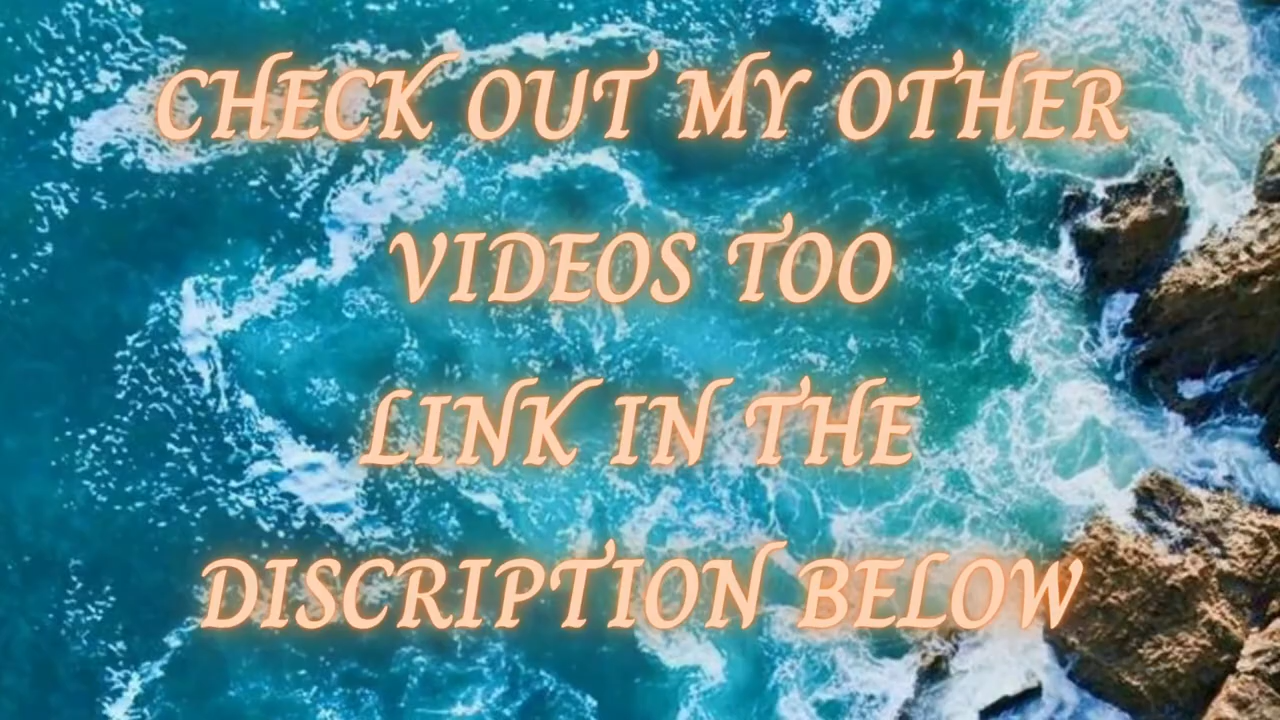 CHECK OUT MY OTHER
VIDEOS TOO
LINK IN THE
DISCRIPTION BELOW